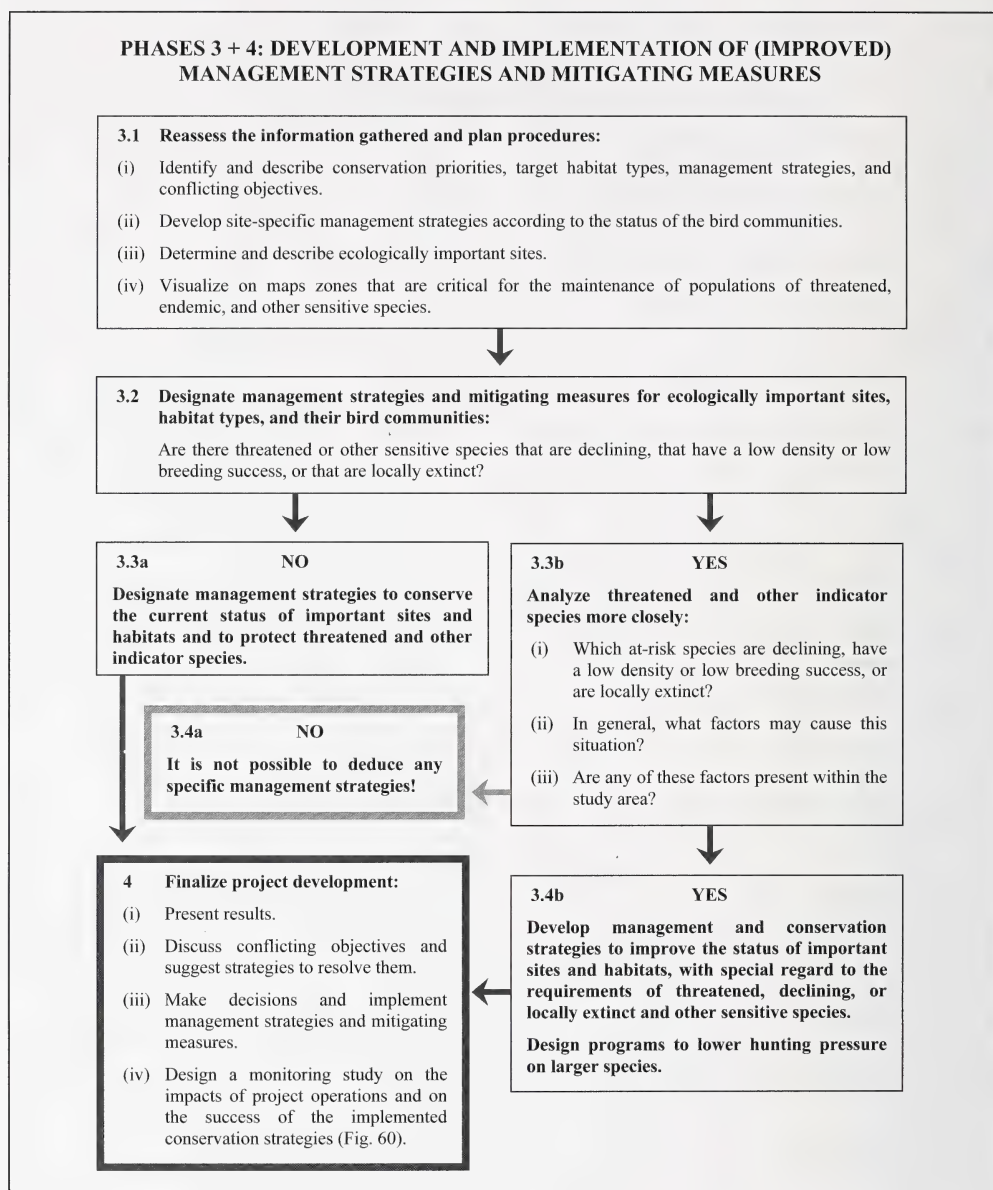 PHASES 3 + 4: DEVELOPMENT AND IMPLEMENTATION OF (IMPROVED)
MANAGEMENT STRATEGIES AND MITIGATING MEASURES
3.1 Reassess the information gathered and plan procedures:
(i) Identify and describe conservation priorities, target habitat types, management strategies, and
conflicting objectives.
(ii) Develop site-specific management strategies according to the status of the bird communities.
(iii) Determine and describe ecologically important sites.
(iv) Visualize on maps zones that are critical for the maintenance of populations of threatened,
endemic, and other sensitive species.
3.2 Designate management strategies and mitigating measures for ecologically important sites,
habitat types, and their bird communities:
Are there threatened or other sensitive species that are declining, that have a low density or low
breeding success, or that are locally extinct?
3.3a NO
Designate management strategies to conserve
the current status of important sites and
habitats and to protect threatened and other
indicator species.
3.3b YES
Analyze threatened and other indicator
species more closely:
(i) Which at-risk species are declining, have
a low density or low breeding success, or
are locally extinct?
(ii) In general, what factors may cause this
situation?
(iii) Are any of these factors present within the
study area?
3.4a NO
It is not possible to deduce any
specific management strategies!
4 Finalize project development:
(i) Present results.
(ii) Discuss conflicting objectives and
suggest strategies to resolve them.
(iii) Make decisions and implement
management strategies and mitigating
measures.
(iv) Design a monitoring study on the
impacts of project operations and on
the success of the implemented
conservation strategies (Fig. 60).
3.4b YES
Develop management and conservation
strategies to improve the status of important
sites and habitats, with special regard to the
requirements of threatened, declining, or
locally extinct and other sensitive species.
Design programs to lower hunting pressure
on larger species.